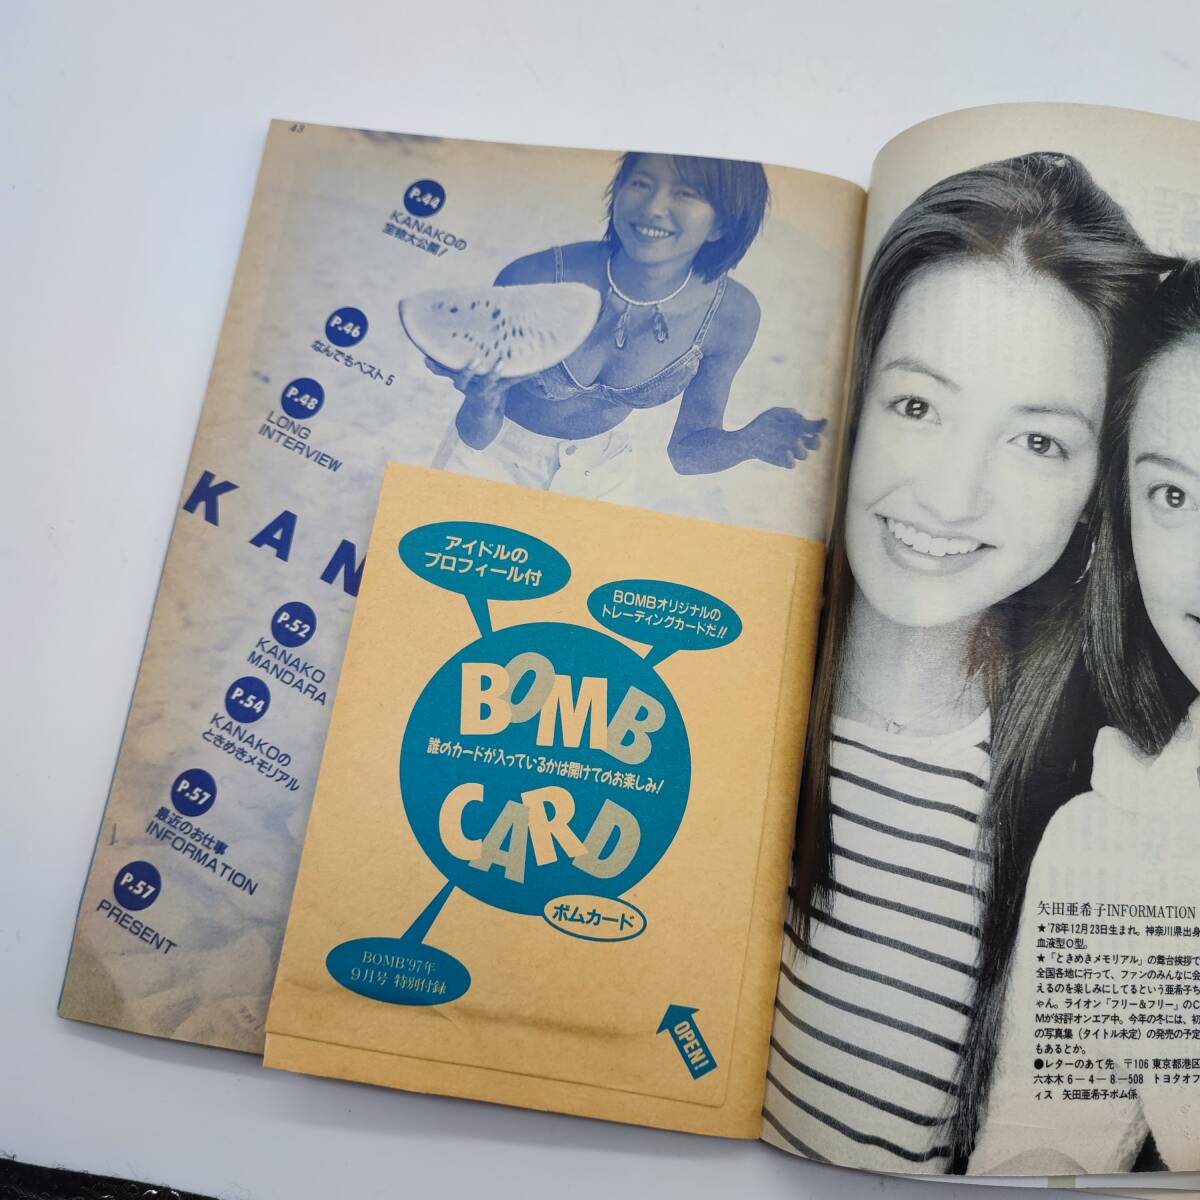 43
P.44
KANAKOの
宝物大公開!
P.46
なんでもベスト5
P.48
LONG
INTERVIEW
KAN
P.52
KANAKO
MANDARA
P.54
KANAKOの
ときめきメモリアル
P.57
最近のお仕事
INFORMATION
P.57
PRESENT
アイドルの
プロフィール付
BOMBオリジナルの
トレーティングカードだ!!
BOMB
誰のカードが入っているかは開けてのお楽しみ!
CARD
ボムカード
BOMB'97年
9月号 特別付録
OPEN!
矢田亜希子INFORMATION
★'78年12月23日生まれ。神奈川県出身
血液型O型。
★「ときめきメモリアル」の舞台挨拶で
全国各地に行って、ファンのみんなに会
えるのを楽しみにしてるという亜希子ち
ゃん。ライオン「フリー&フリー」のC
Mが好評オンエア中。今年の冬には、初
の写真集(タイトル未定)の発売の予定
もあるとか。
●レターのあて先 〒106 東京都港区
六本木6-4-8-508 トヨタオフ
ィス 矢田亜希子ボム係